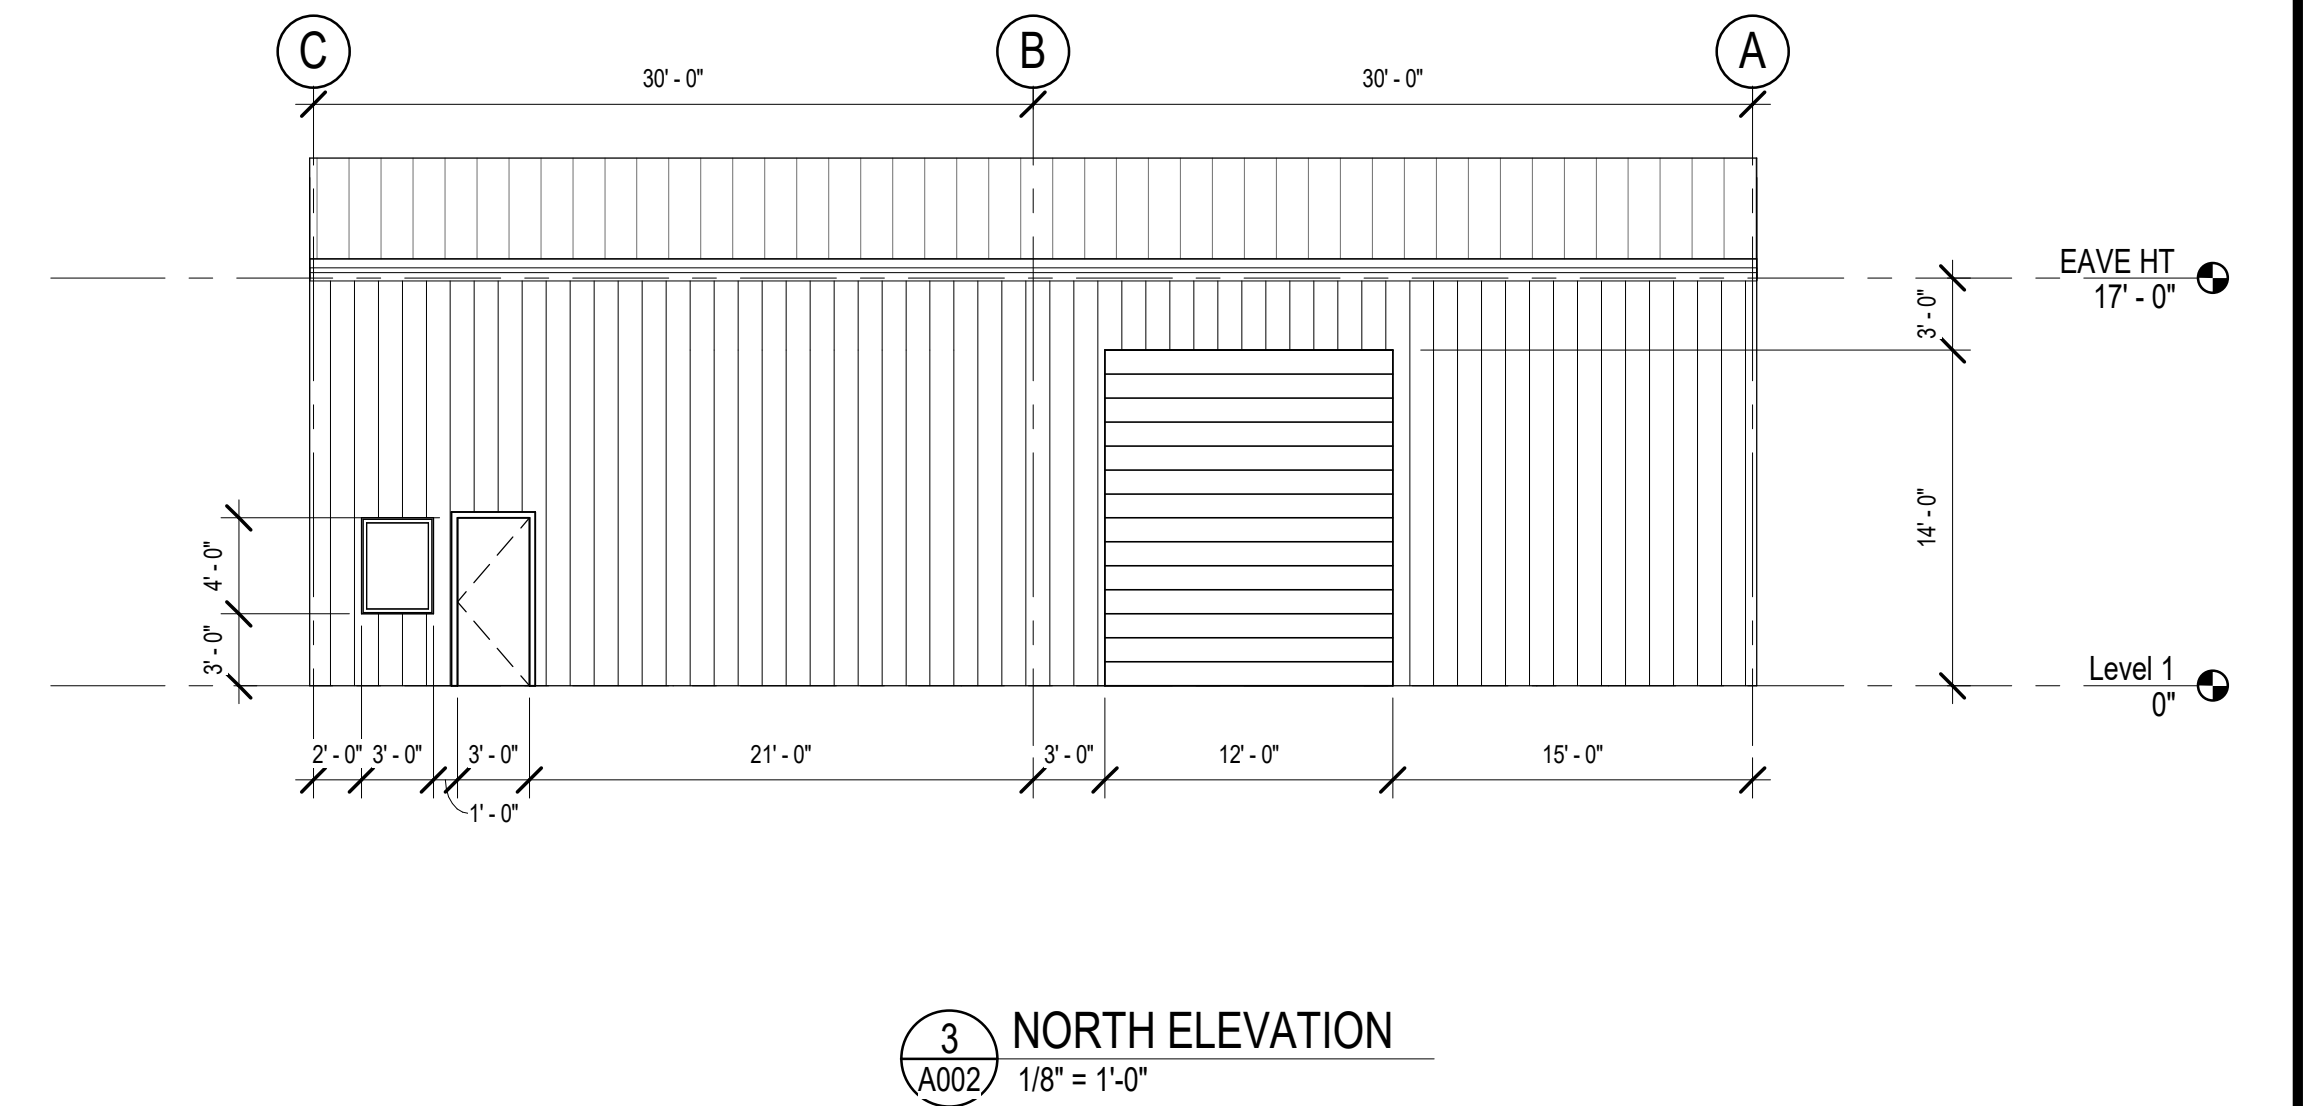 C
B
A
30' - 0"
30' - 0"
EAVE HT
17' - 0"
3' - 0"
14' - 0"
4' - 0"
3' - 0"
Level 1
0"
2' - 0"
3' - 0"
3' - 0"
21' - 0"
3' - 0"
12' - 0"
15' - 0"
1' - 0"
3
NORTH ELEVATION
A002
1/8" = 1'-0"